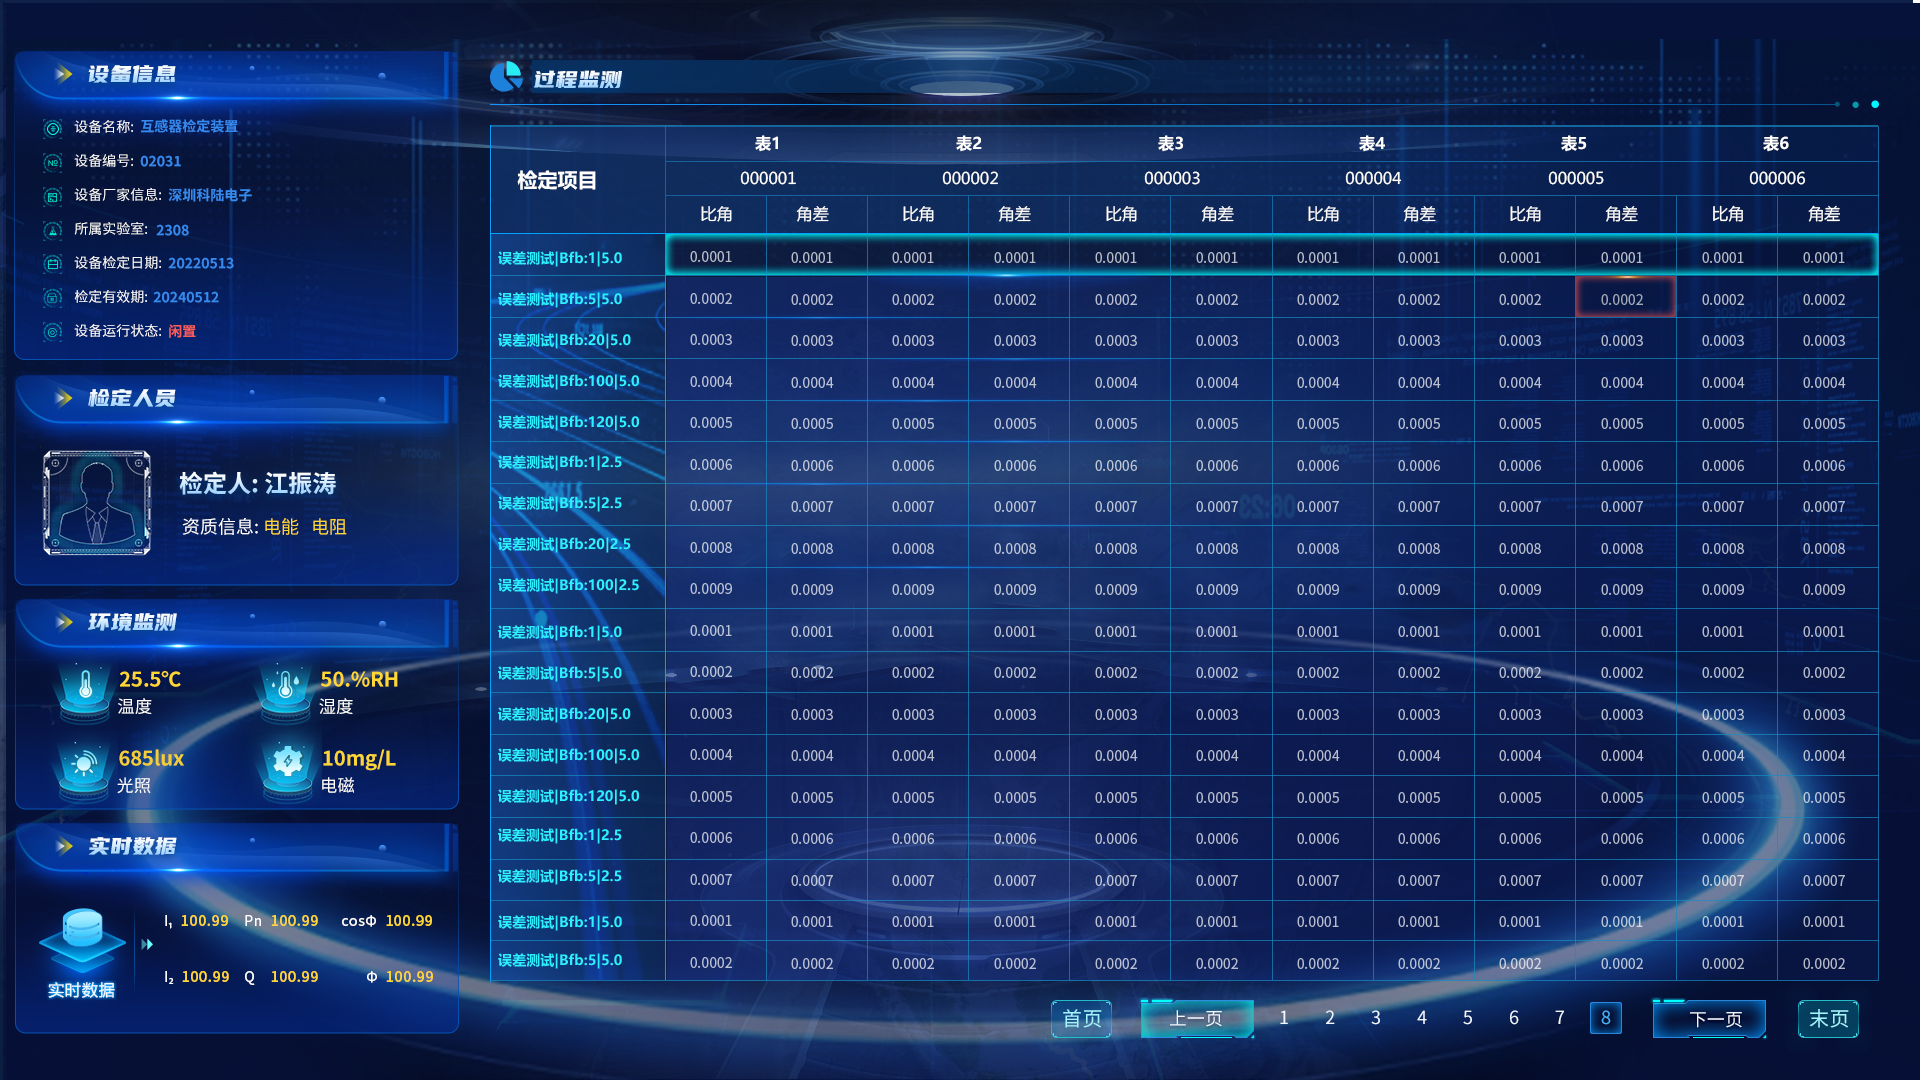 设备信息
设备名称: 互感器检定装置
设备编号: 02031
设备厂家信息: 深圳科陆电子
所属实验室: 2308
设备检定日期: 20220513
检定有效期: 20240512
设备运行状态: 闲置
检定人员
检定人: 江振涛
资质信息: 电能 电阻
环境监测
25.5℃ 50.%RH
温度 湿度
685lux 10mg/L
光照 电磁
实时数据
I₁ 100.99 Pn 100.99 cosΦ 100.99
I₂ 100.99 Q 100.99 Φ 100.99
实时数据
过程监测
表1 表2 表3 表4 表5 表6
检定项目
000001 000002 000003 000004 000005 000006
比角 角差 比角 角差 比角 角差 比角 角差 比角 角差 比角 角差
误差测试|Bfb:1|5.0 0.0001 0.0001 0.0001 0.0001 0.0001 0.0001 0.0001 0.0001 0.0001 0.0001 0.0001 0.0001
误差测试|Bfb:5|5.0 0.0002 0.0002 0.0002 0.0002 0.0002 0.0002 0.0002 0.0002 0.0002 0.0002 0.0002 0.0002
误差测试|Bfb:20|5.0 0.0003 0.0003 0.0003 0.0003 0.0003 0.0003 0.0003 0.0003 0.0003 0.0003 0.0003 0.0003
误差测试|Bfb:100|5.0 0.0004 0.0004 0.0004 0.0004 0.0004 0.0004 0.0004 0.0004 0.0004 0.0004 0.0004 0.0004
误差测试|Bfb:120|5.0 0.0005 0.0005 0.0005 0.0005 0.0005 0.0005 0.0005 0.0005 0.0005 0.0005 0.0005 0.0005
误差测试|Bfb:1|2.5 0.0006 0.0006 0.0006 0.0006 0.0006 0.0006 0.0006 0.0006 0.0006 0.0006 0.0006 0.0006
误差测试|Bfb:5|2.5 0.0007 0.0007 0.0007 0.0007 0.0007 0.0007 0.0007 0.0007 0.0007 0.0007 0.0007 0.0007
误差测试|Bfb:20|2.5 0.0008 0.0008 0.0008 0.0008 0.0008 0.0008 0.0008 0.0008 0.0008 0.0008 0.0008 0.0008
误差测试|Bfb:100|2.5 0.0009 0.0009 0.0009 0.0009 0.0009 0.0009 0.0009 0.0009 0.0009 0.0009 0.0009 0.0009
误差测试|Bfb:1|5.0 0.0001 0.0001 0.0001 0.0001 0.0001 0.0001 0.0001 0.0001 0.0001 0.0001 0.0001 0.0001
误差测试|Bfb:5|5.0 0.0002 0.0002 0.0002 0.0002 0.0002 0.0002 0.0002 0.0002 0.0002 0.0002 0.0002 0.0002
误差测试|Bfb:20|5.0 0.0003 0.0003 0.0003 0.0003 0.0003 0.0003 0.0003 0.0003 0.0003 0.0003 0.0003 0.0003
误差测试|Bfb:100|5.0 0.0004 0.0004 0.0004 0.0004 0.0004 0.0004 0.0004 0.0004 0.0004 0.0004 0.0004 0.0004
误差测试|Bfb:120|5.0 0.0005 0.0005 0.0005 0.0005 0.0005 0.0005 0.0005 0.0005 0.0005 0.0005 0.0005 0.0005
误差测试|Bfb:1|2.5 0.0006 0.0006 0.0006 0.0006 0.0006 0.0006 0.0006 0.0006 0.0006 0.0006 0.0006 0.0006
误差测试|Bfb:5|2.5 0.0007 0.0007 0.0007 0.0007 0.0007 0.0007 0.0007 0.0007 0.0007 0.0007 0.0007 0.0007
误差测试|Bfb:1|5.0 0.0001 0.0001 0.0001 0.0001 0.0001 0.0001 0.0001 0.0001 0.0001 0.0001 0.0001 0.0001
误差测试|Bfb:5|5.0 0.0002 0.0002 0.0002 0.0002 0.0002 0.0002 0.0002 0.0002 0.0002 0.0002 0.0002 0.0002
首页 上一页 1 2 3 4 5 6 7 8 下一页 末页